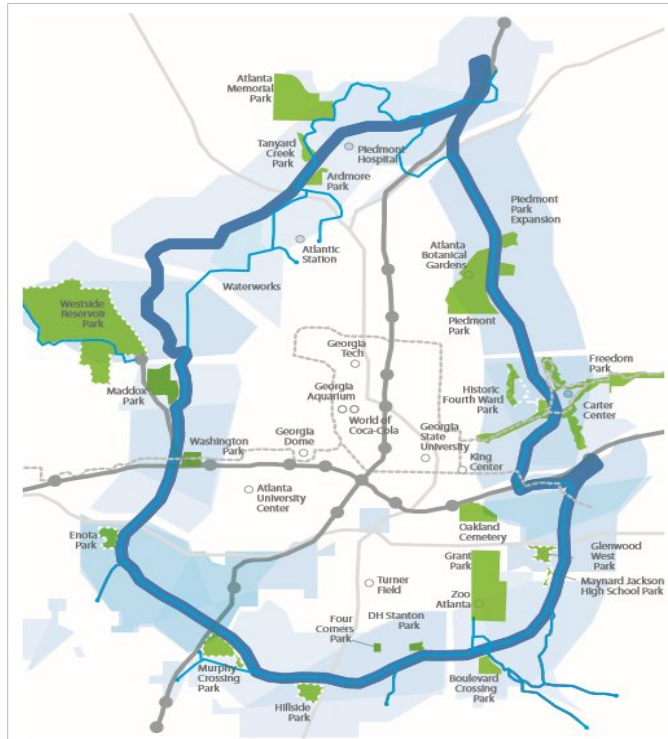 Atlanta
Memorial
Park
Tanyard
Creek
Park
Piedmont
Hospital
Ardmore
Park
Piedmont
Park
Expansion
Atlantic
Station
Atlanta
Botanical
Gardens
Waterworks
Westside
Reservoir
Park
Piedmont
Park
Georgia
Tech
Freedom
Park
Maddox
Park
Georgia
Aquarium
Historic
Fourth Ward
Park
Carter
Center
World of
Coca-Cola
Georgia
State
University
Washington
Park
Georgia
Dome
King
Center
Atlanta
University
Center
Oakland
Cemetery
Enota
Park
Glenwood
West
Park
Grant
Park
Maynard Jackson
High School Park
Turner
Field
Zoo
Atlanta
Four
Corners
Park
DH Stanton
Park
Murphy
Crossing
Park
Boulevard
Crossing
Park
Hillside
Park